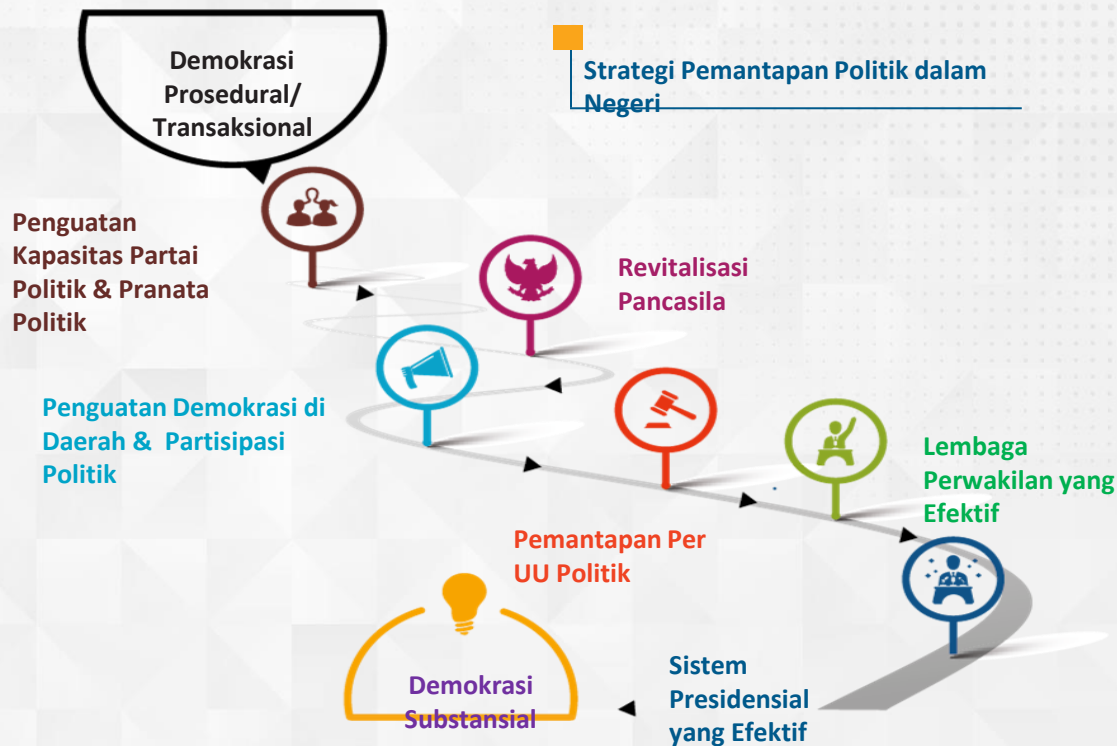 Demokrasi
Prosedural/
Transaksional
Strategi Pemantapan Politik dalam
Negeri
Penguatan
Kapasitas Partai
Politik & Pranata
Politik
Revitalisasi
Pancasila
Penguatan Demokrasi di
Daerah & Partisipasi
Politik
Pemantapan Per
UU Politik
Lembaga
Perwakilan yang
Efektif
Sistem
Presidensial
yang Efektif
Demokrasi
Substansial